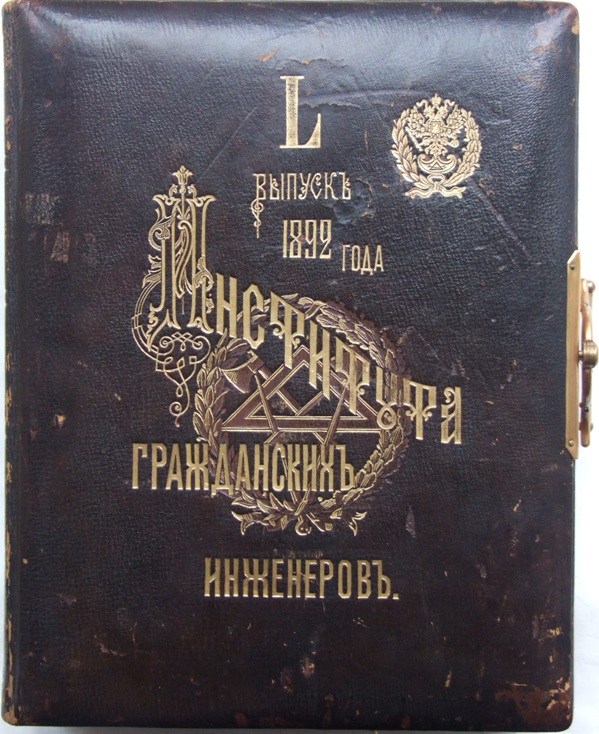 L
ВЫПУСКЪ
1892 ГОДА
ИНСТИТУТА
ГРАЖДАНСКИХЪ
ИНЖЕНЕРОВЪ.